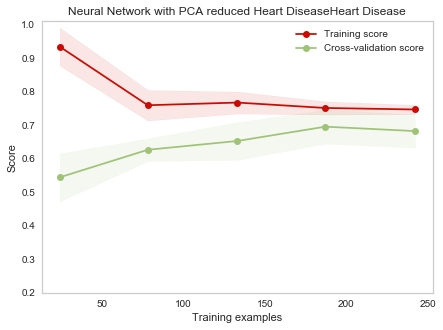 Neural Network with PCA reduced Heart DiseaseHeart Disease
Training score
Cross-validation score
1.0
0.9
0.8
0.7
0.6
0.5
0.4
0.3
0.2
Score
50 100 150 200 250
Training examples